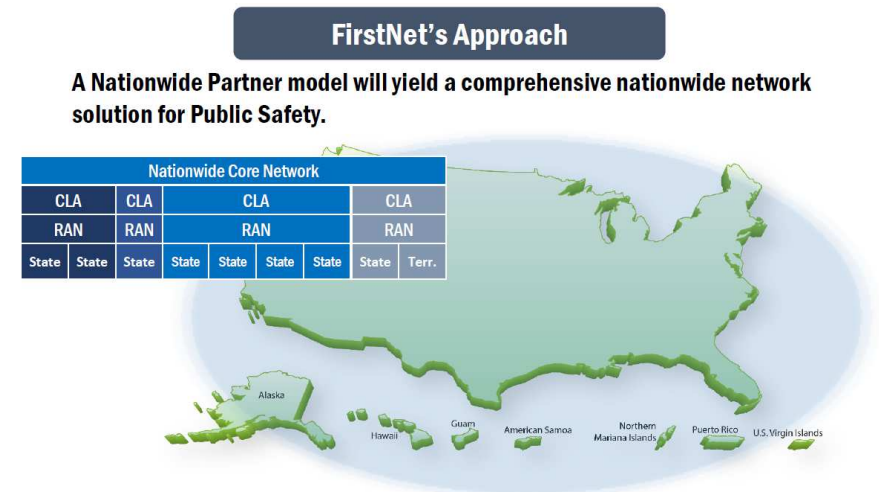 FirstNet's Approach
A Nationwide Partner model will yield a comprehensive nationwide network
solution for Public Safety.
Nationwide Core Network
CLA CLA CLA CLA
RAN RAN RAN RAN
State State State State State State State State Terr.
Alaska
Hawaii
Guam
American Samoa
Northern
Mariana Islands
Puerto Rico
U.S. Virgin Islands